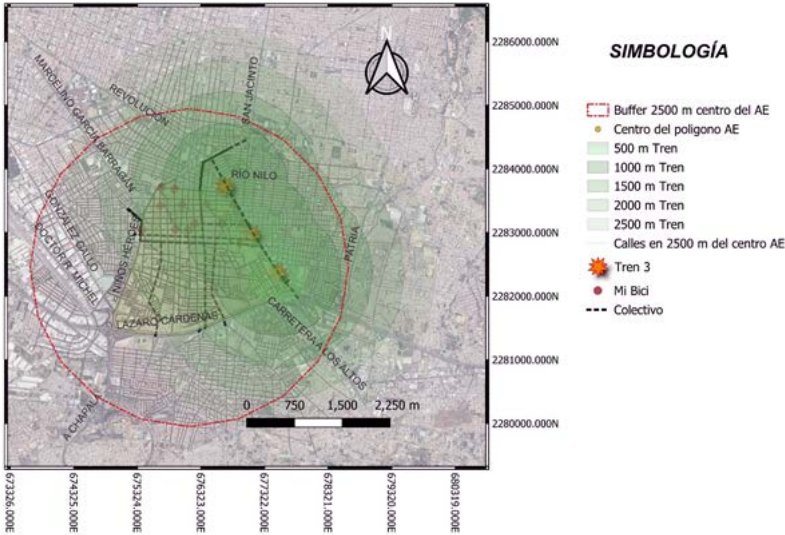 N
SIMBOLOGÍA
Buffer 2500 m centro del AE
Centro del poligono AE
500 m Tren
1000 m Tren
1500 m Tren
2000 m Tren
2500 m Tren
Calles en 2500 m del centro AE
Tren 3
Mi Bici
Colectivo
MARCELINO GARCÍA BARRAGÁN
REVOLUCIÓN
SAN JACINTO
RÍO NILO
GONZÁLEZ GALLO
DOCTOR R. MICHEL
NIÑOS HÉROES
PATRIA
LÁZARO CÁRDENAS
CARRETERA A LOS ALTOS
A CHAPALA
0 750 1,500 2,250 m
2286000.000N
2285000.000N
2284000.000N
2283000.000N
2282000.000N
2281000.000N
2280000.000N
673326.000E
674325.000E
675324.000E
676323.000E
677322.000E
678321.000E
679320.000E
680319.000E